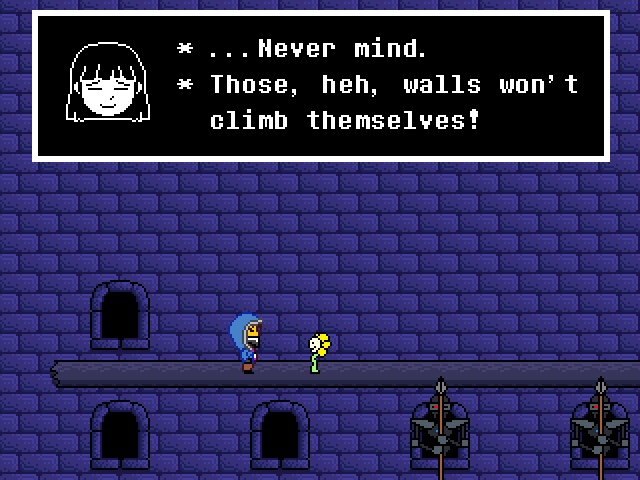 * ...Never mind.
* Those, heh, walls won't
climb themselves!